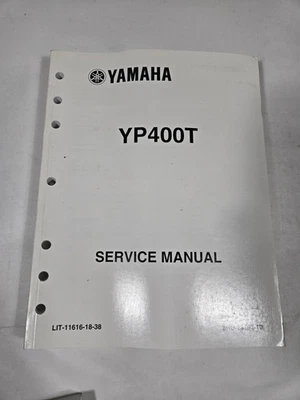 YAMAHA
YP400T
SERVICE MANUAL
LIT-11616-18-38